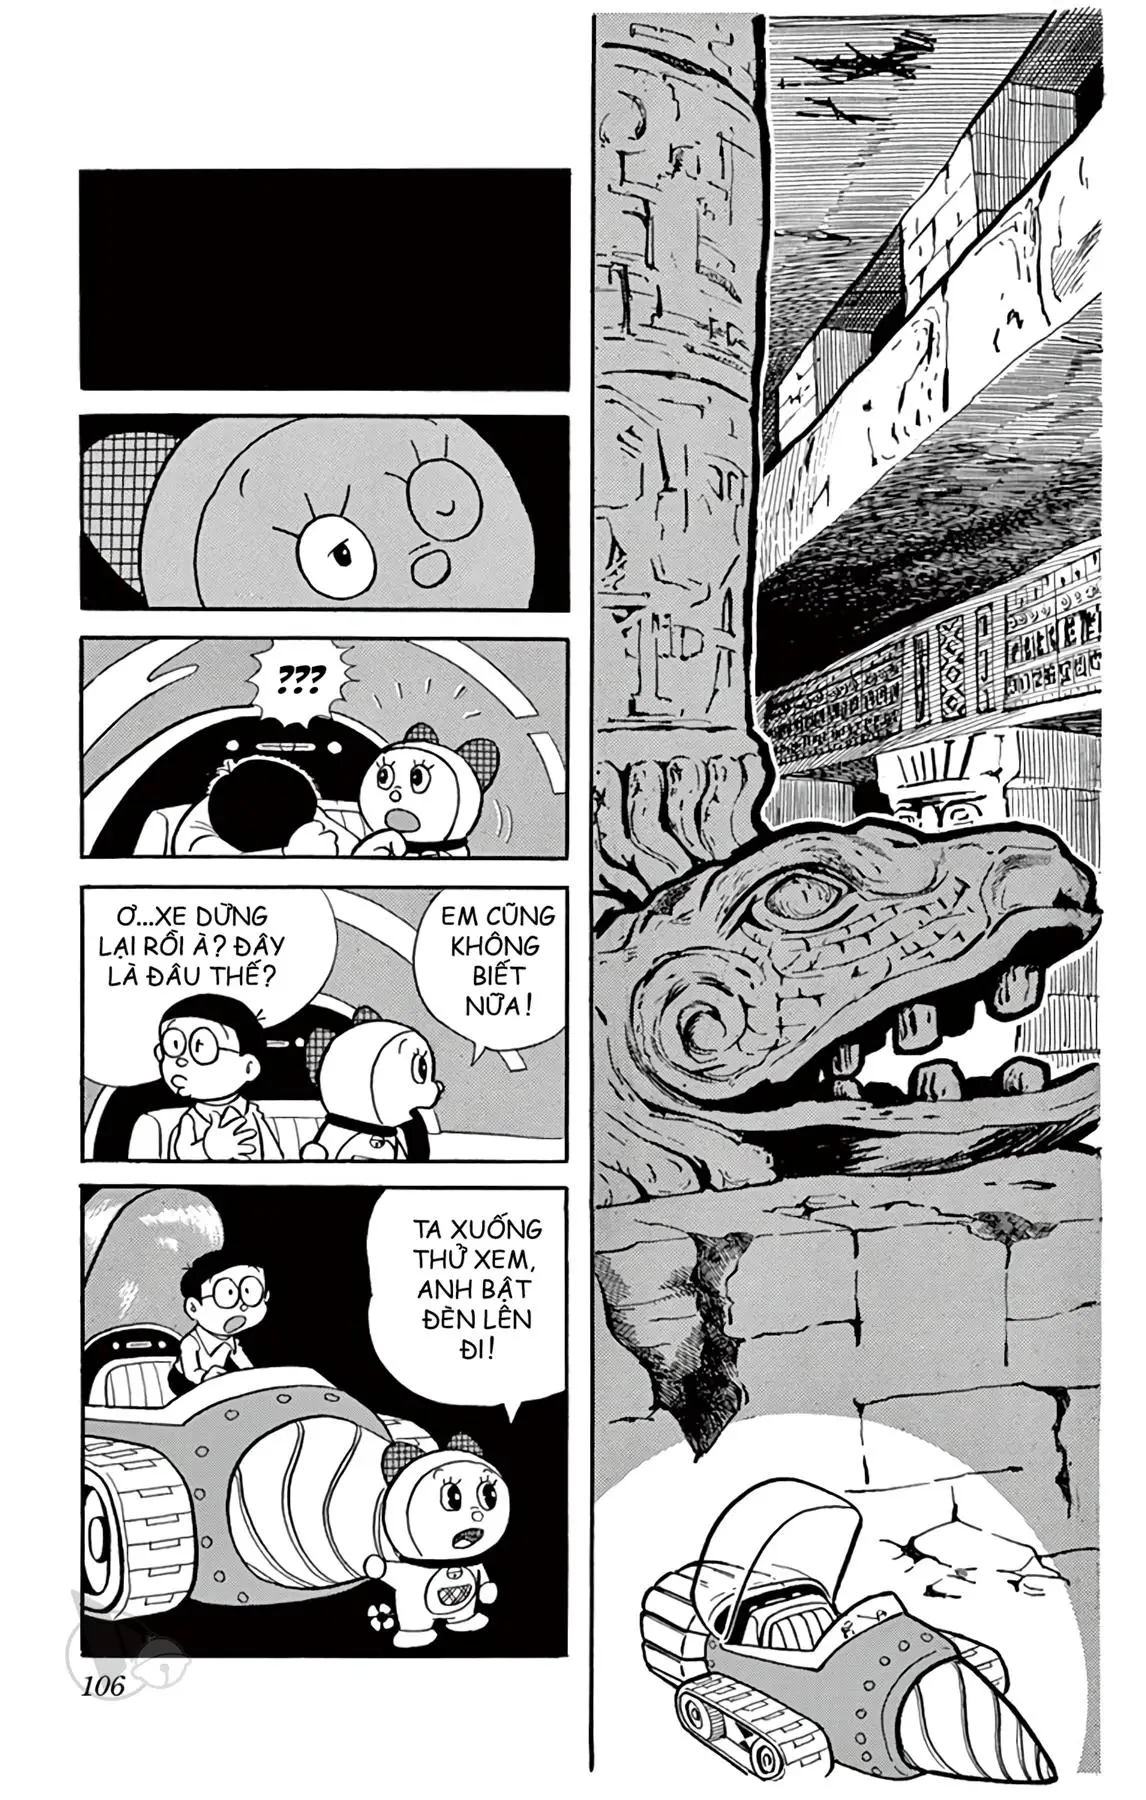 ???
Ơ...XE DỪNG
LẠI RỒI À? ĐÂY
LÀ ĐÂU THẾ?
EM CŨNG
KHÔNG
BIẾT
NỮA!
TA XUỐNG
THỬ XEM,
ANH BẬT
ĐÈN LÊN
ĐI!
106